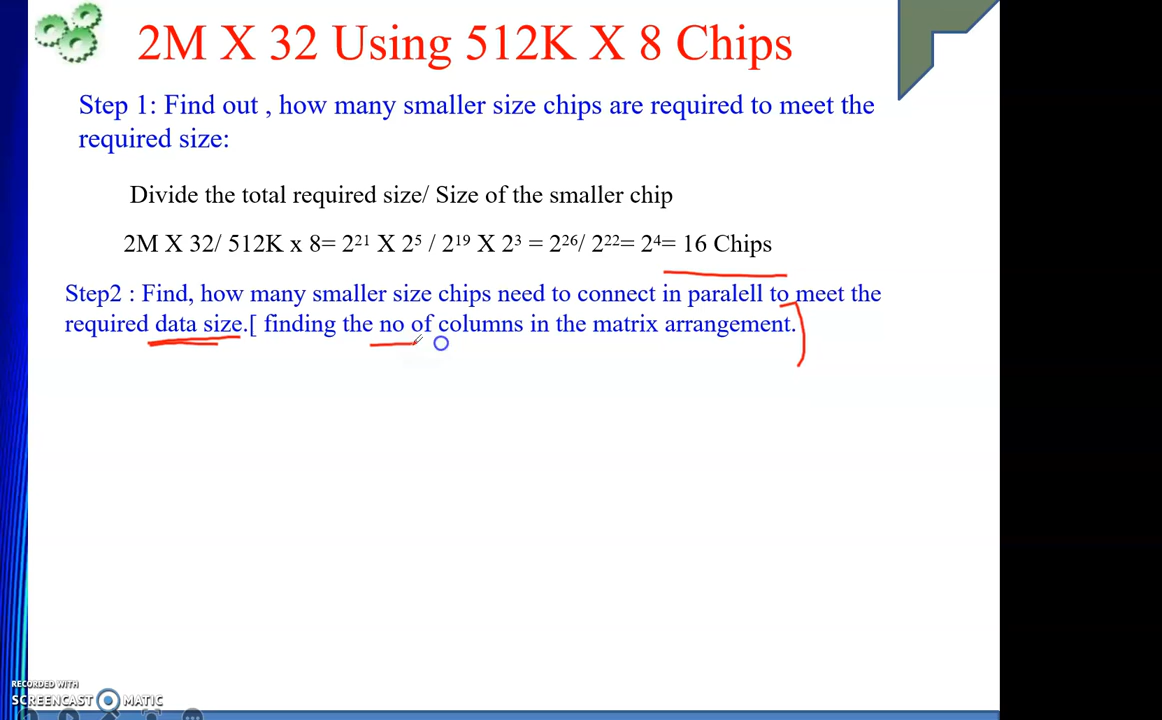 2M X 32 Using 512K X 8 Chips
Step 1: Find out , how many smaller size chips are required to meet the
required size:
Divide the total required size/ Size of the smaller chip
2M X 32/ 512K x 8= 2²¹ X 2⁵ / 2¹⁹ X 2³ = 2²⁶/ 2²²= 2⁴= 16 Chips
Step2 : Find, how many smaller size chips need to connect in paralell to meet the
required data size.[ finding the no of columns in the matrix arrangement.
RECORDED WITH
SCREENCAST MATIC